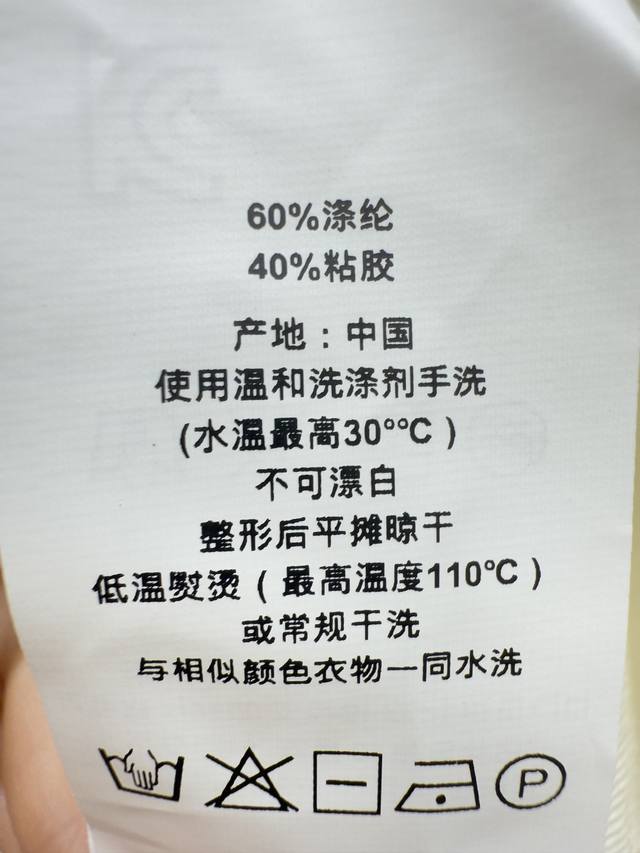 60%涤纶
40%粘胶
产地：中国
使用温和洗涤剂手洗
(水温最高30°℃)
不可漂白
整形后平摊晾干
低温熨烫(最高温度110℃)
或常规干洗
与相似颜色衣物一同水洗
P